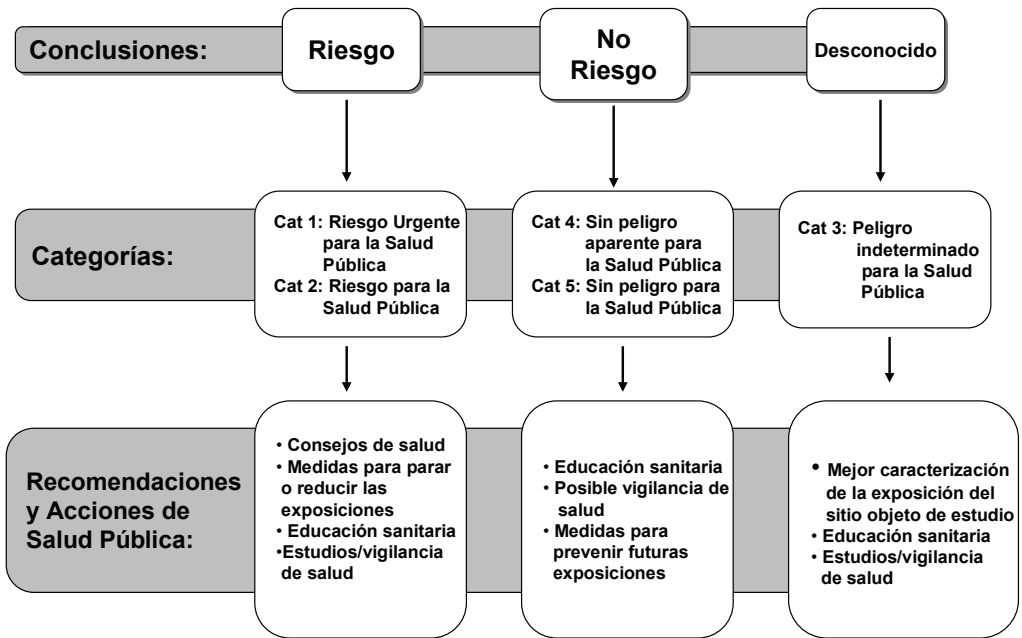 Conclusiones:
Riesgo
No
Riesgo
Desconocido
Categorías:
Cat 1: Riesgo Urgente
para la Salud
Pública
Cat 2: Riesgo para la
Salud Pública
Cat 4: Sin peligro
aparente para
la Salud Pública
Cat 5: Sin peligro para
la Salud Pública
Cat 3: Peligro
indeterminado
para la Salud
Pública
Recomendaciones
y Acciones de
Salud Pública:
• Consejos de salud
• Medidas para parar
o reducir las
exposiciones
• Educación sanitaria
•Estudios/vigilancia
de salud
• Educación sanitaria
• Posible vigilancia de
salud
• Medidas para
prevenir futuras
exposiciones
• Mejor caracterización
de la exposición del
sitio objeto de estudio
• Educación sanitaria
• Estudios/vigilancia
de salud